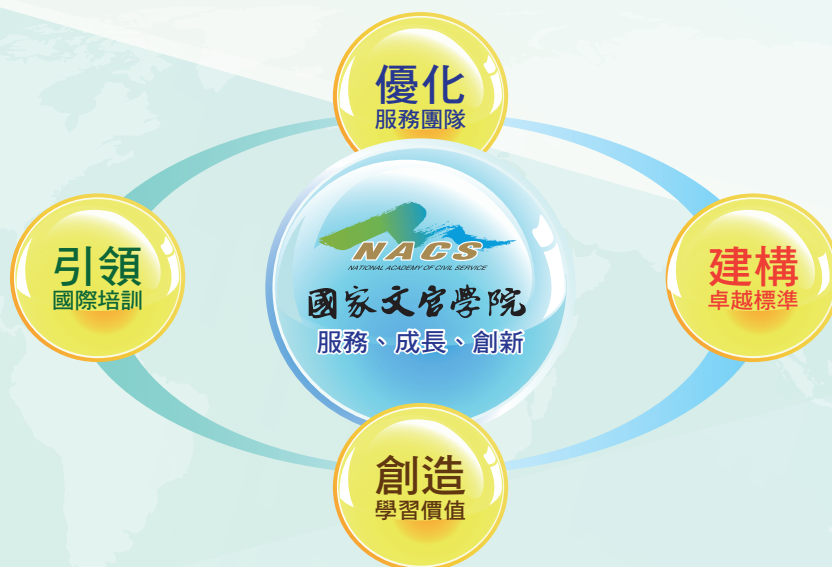 優化
服務團隊
引領
國際培訓
NACS
NATIONAL ACADEMY OF CIVIL SERVICE
國家文官學院
服務、成長、創新
建構
卓越標準
創造
學習價值